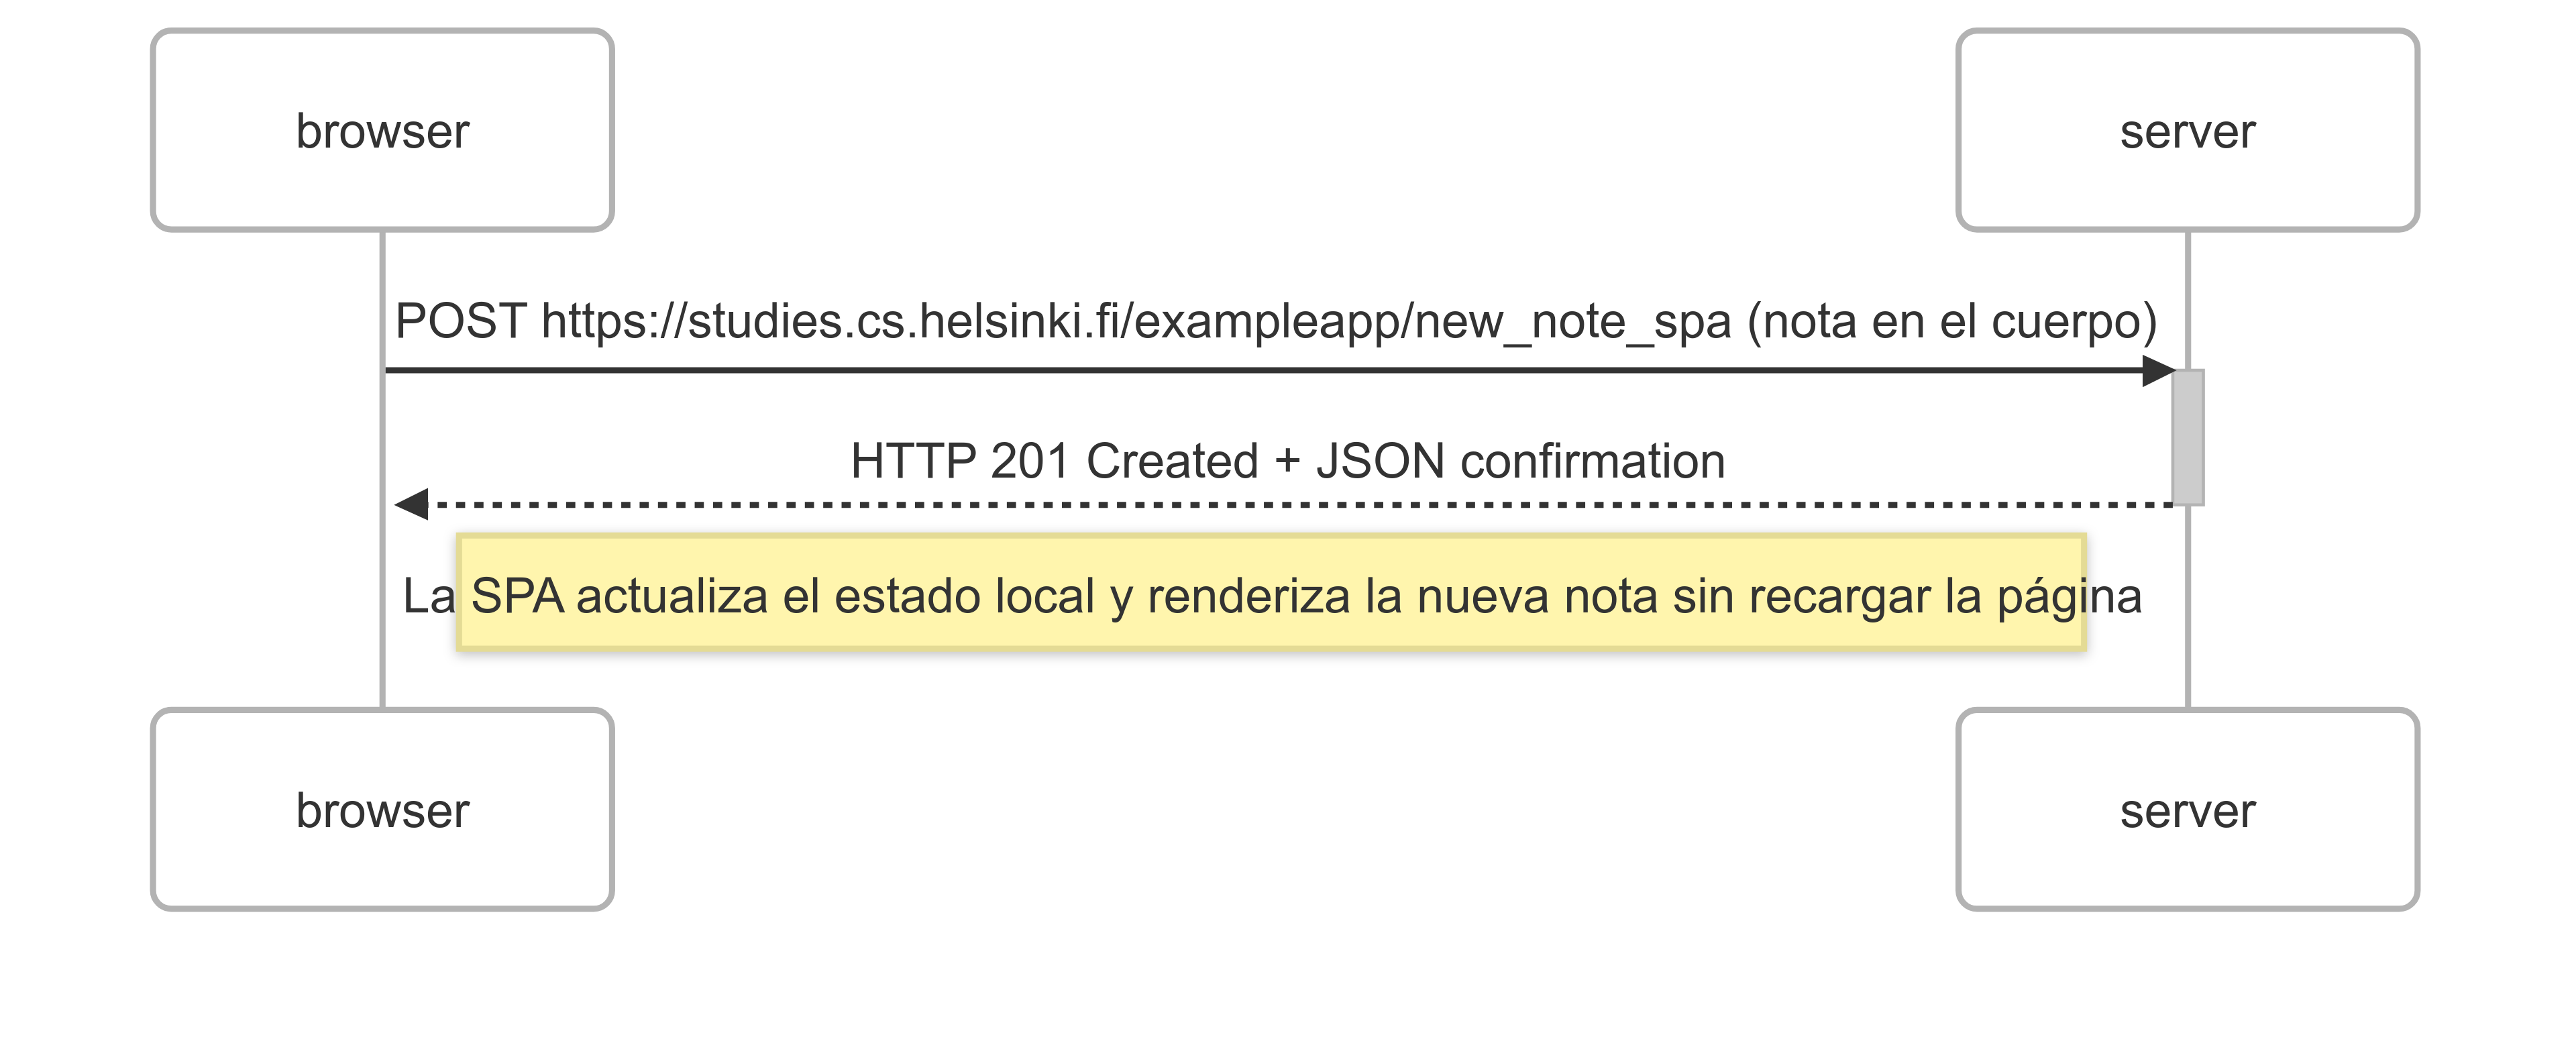 browser
server
POST https://studies.cs.helsinki.fi/exampleapp/new_note_spa (nota en el cuerpo)
HTTP 201 Created + JSON confirmation
La SPA actualiza el estado local y renderiza la nueva nota sin recargar la página
browser
server